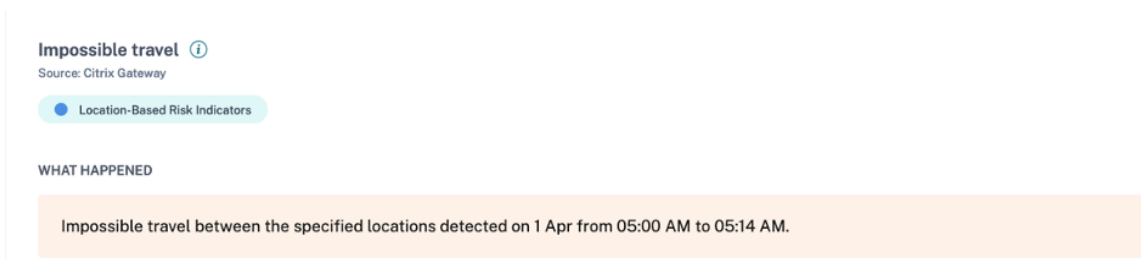 Impossible travel i
Source: Citrix Gateway
Location-Based Risk Indicators
WHAT HAPPENED
Impossible travel between the specified locations detected on 1 Apr from 05:00 AM to 05:14 AM.